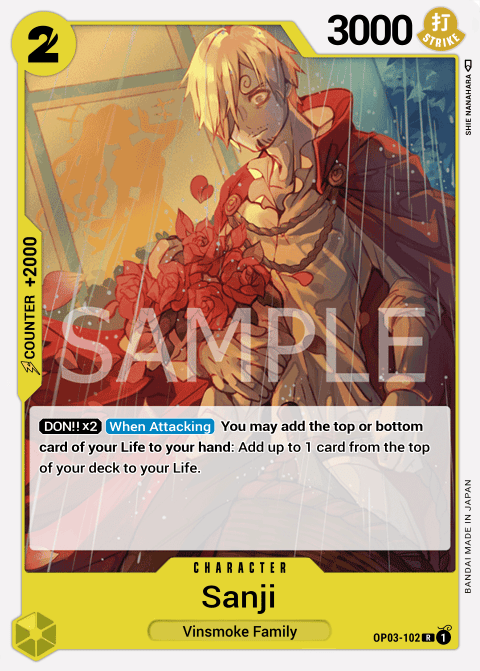 2
3000
打
STRIKE
SHIE NANAHARA
COUNTER +2000
SAMPLE
DON!! x2 When Attacking You may add the top or bottom
card of your Life to your hand: Add up to 1 card from the top
of your deck to your Life.
BANDAI MADE IN JAPAN
CHARACTER
Sanji
Vinsmoke Family
OP03-102 R 1